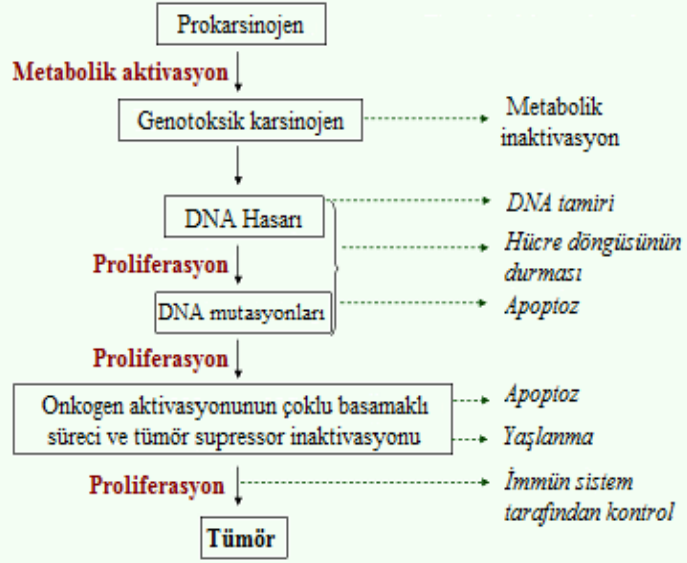 Prokarsinojen
Metabolik aktivasyon
Genotoksik karsinojen
Metabolik
inaktivasyon
DNA Hasarı
DNA tamiri
Proliferasyon
Hücre döngüsünün
durması
DNA mutasyonları
Apoptoz
Proliferasyon
Onkogen aktivasyonunun çoklu basamaklı
süreci ve tümör supressor inaktivasyonu
Apoptoz
Yaşlanma
Proliferasyon
İmmün sistem
tarafından kontrol
Tümör